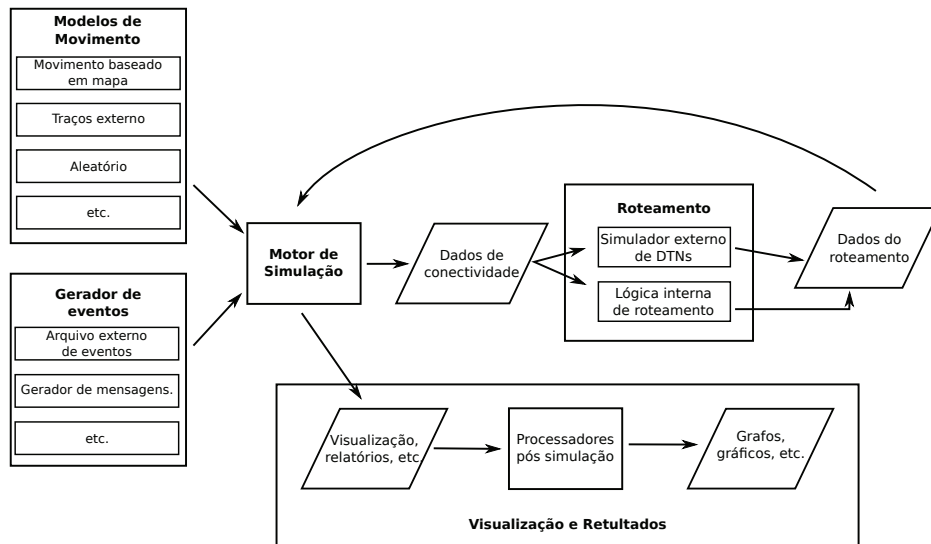 Modelos de
Movimento
Movimento baseado
em mapa
Traços externo
Aleatório
etc.
Gerador de
eventos
Arquivo externo
de eventos
Gerador de mensagens.
etc.
Motor de
Simulação
Dados de
conectividade
Roteamento
Simulador externo
de DTNs
Lógica interna
de roteamento
Dados do
roteamento
Visualização,
relatórios, etc.
Processadores
pós simulação
Grafos,
gráficos, etc.
Visualização e Retultados